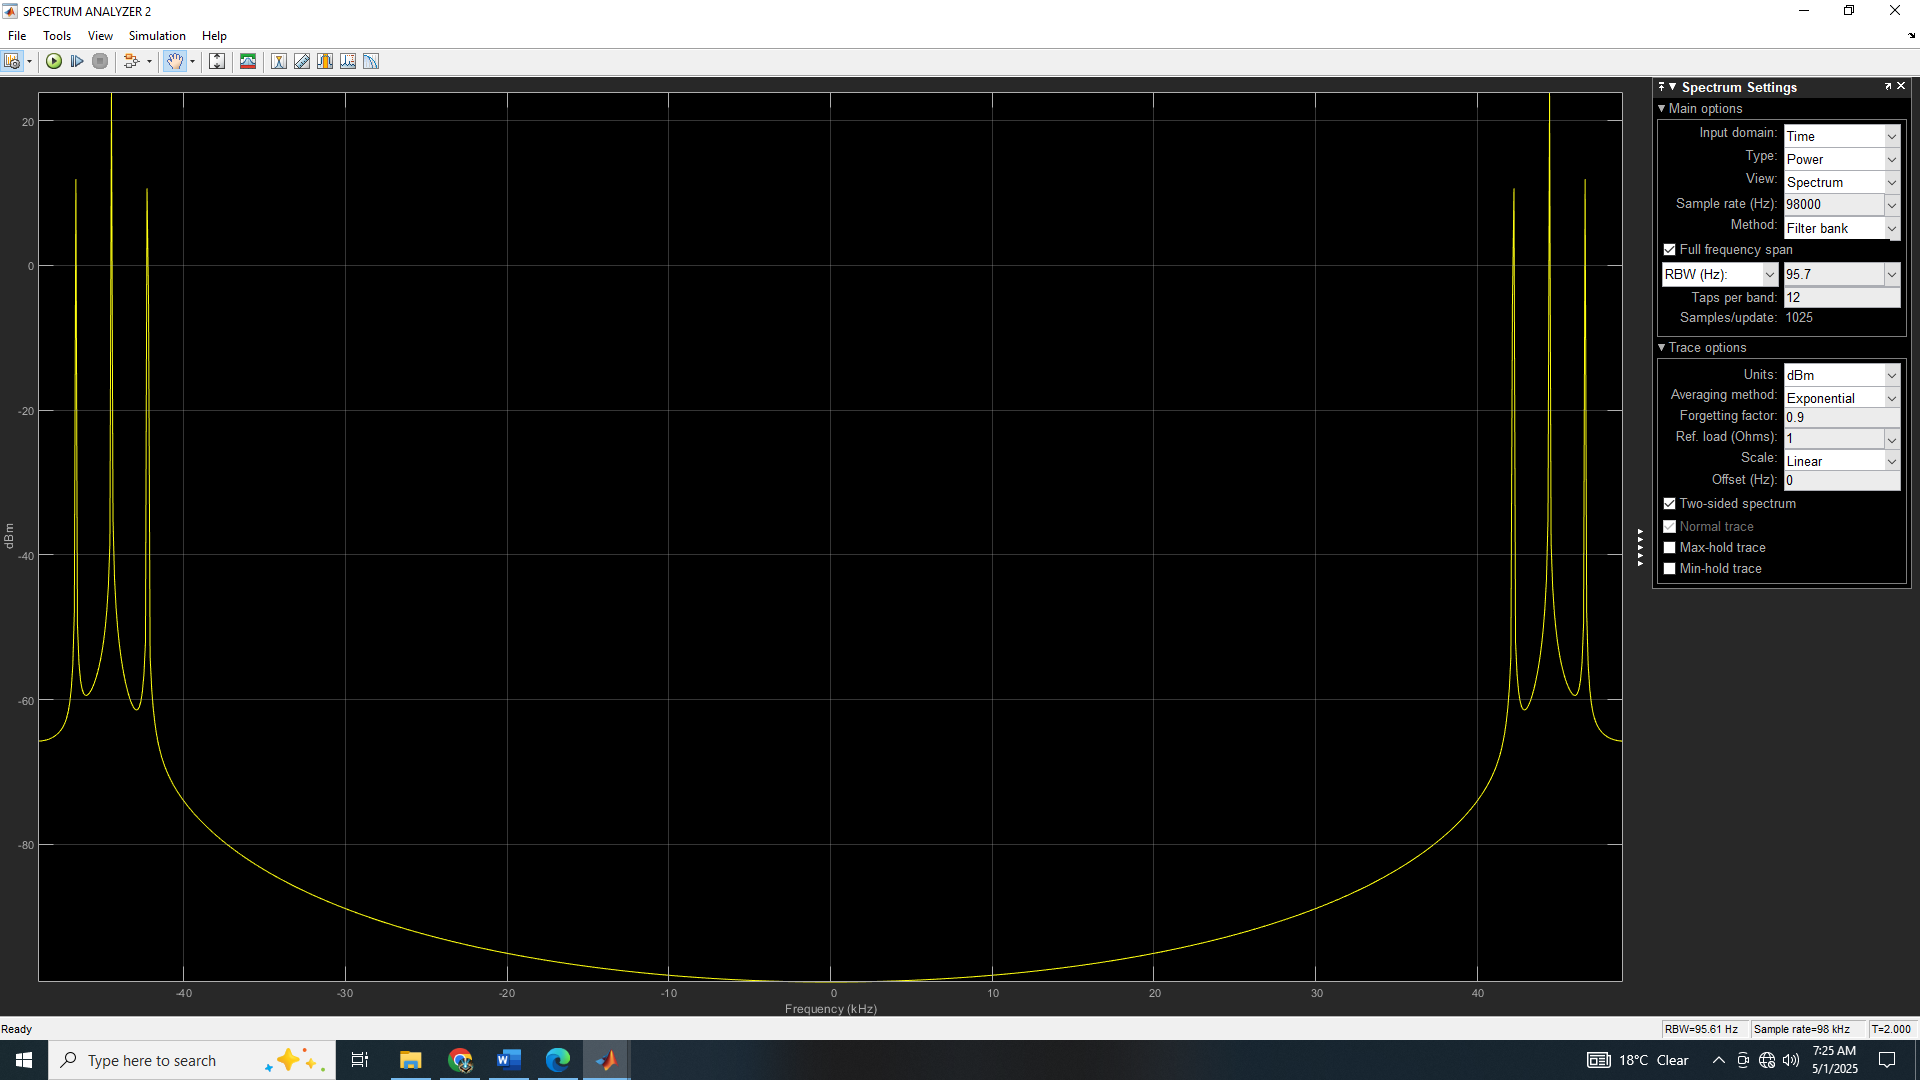 SPECTRUM ANALYZER 2
File Tools View Simulation Help
Spectrum Settings
Main options
Input domain: Time
Type: Power
View: Spectrum
Sample rate (Hz): 98000
Method: Filter bank
Full frequency span
RBW (Hz): 95.7
Taps per band: 12
Samples/update: 1025
Trace options
Units: dBm
Averaging method: Exponential
Forgetting factor: 0.9
Ref. load (Ohms): 1
Scale: Linear
Offset (Hz): 0
Two-sided spectrum
Normal trace
Max-hold trace
Min-hold trace
20
0
-20
-40
-60
-80
dBm
-40 -30 -20 -10 0 10 20 30 40
Frequency (kHz)
Ready
RBW=95.61 Hz Sample rate=98 kHz T=2.000
Type here to search
W
18°C Clear
7:25 AM
5/1/2025